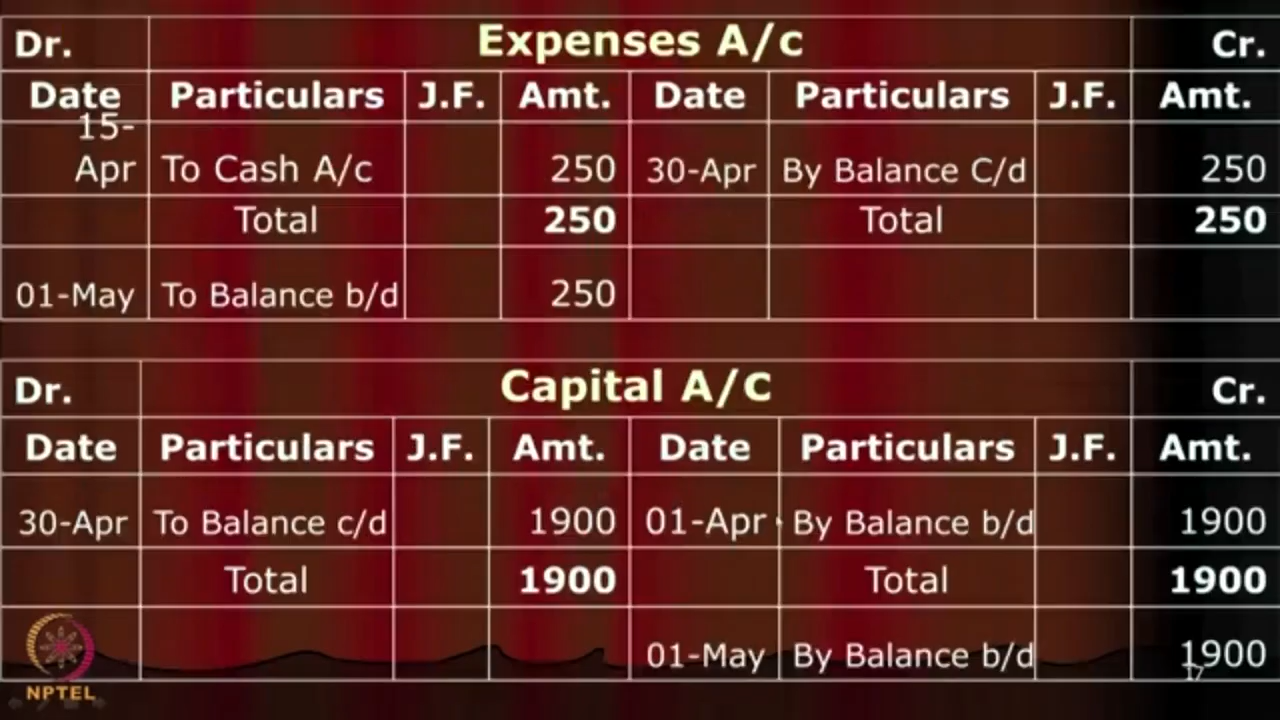 Dr. Expenses A/c Cr.
Date Particulars J.F. Amt. Date Particulars J.F. Amt.
15-
Apr To Cash A/c 250 30-Apr By Balance C/d 250
Total 250 Total 250
01-May To Balance b/d 250
Dr. Capital A/C Cr.
Date Particulars J.F. Amt. Date Particulars J.F. Amt.
30-Apr To Balance c/d 1900 01-Apr By Balance b/d 1900
Total 1900 Total 1900
01-May By Balance b/d 1900
17
NPTEL